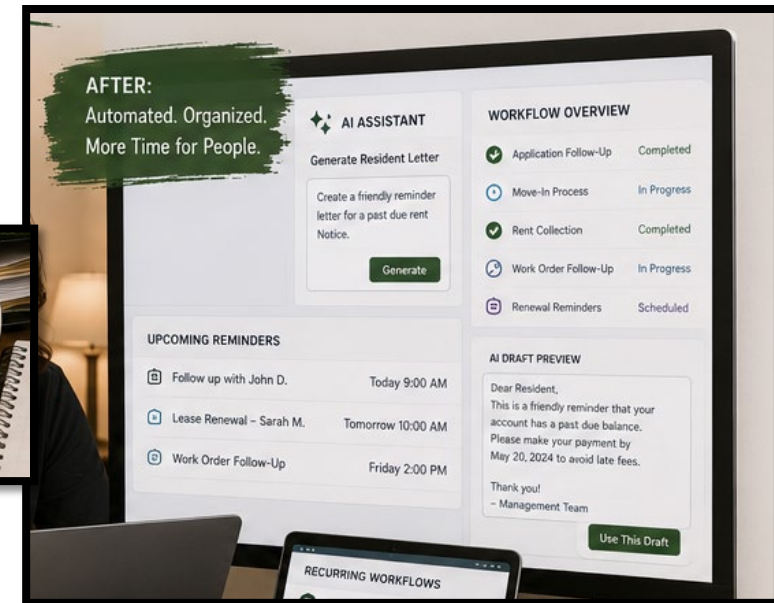 AFTER:
Automated. Organized.
More Time for People.
AI ASSISTANT
Generate Resident Letter
Create a friendly reminder
letter for a past due rent
Notice.
Generate
WORKFLOW OVERVIEW
Application Follow-Up Completed
Move-In Process In Progress
Rent Collection Completed
Work Order Follow-Up In Progress
Renewal Reminders Scheduled
UPCOMING REMINDERS
Follow up with John D. Today 9:00 AM
Lease Renewal – Sarah M. Tomorrow 10:00 AM
Work Order Follow-Up Friday 2:00 PM
AI DRAFT PREVIEW
Dear Resident,
This is a friendly reminder that your
account has a past due balance.
Please make your payment by
May 20, 2024 to avoid late fees.
Thank you!
– Management Team
Use This Draft
RECURRING WORKFLOWS